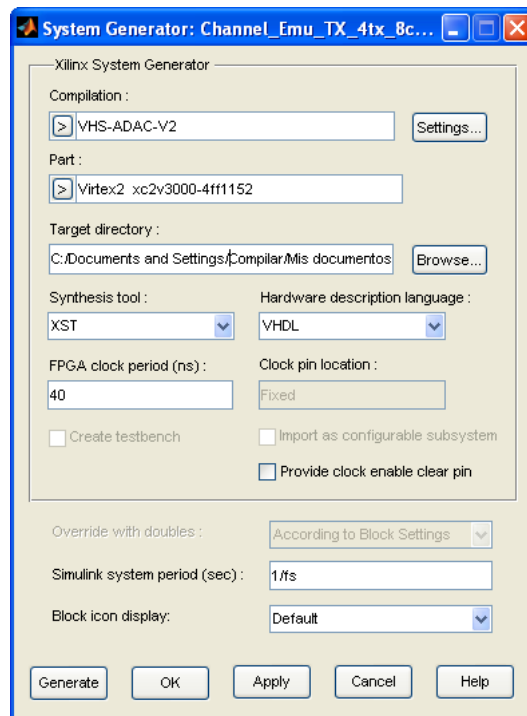 System Generator: Channel_Emu_TX_4tx_8c...
Xilinx System Generator
Compilation :
> VHS-ADAC-V2 Settings...
Part :
> Virtex2 xc2v3000-4ff1152
Target directory :
C:/Documents and Settings/Compilar/Mis documentos Browse...
Synthesis tool : Hardware description language :
XST VHDL
FPGA clock period (ns) : Clock pin location :
40 Fixed
Create testbench Import as configurable subsystem
Provide clock enable clear pin
Override with doubles : According to Block Settings
Simulink system period (sec) : 1/fs
Block icon display: Default
Generate OK Apply Cancel Help